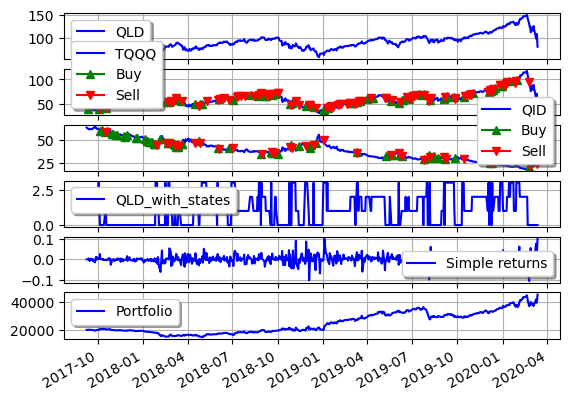 150
100
QLD
TQQQ
Buy
Sell
100
50
QID
Buy
Sell
50
25
2.5
0.0
QLD_with_states
0.1
0.0
−0.1
Simple returns
40000
20000
Portfolio
2017-10
2018-01
2018-04
2018-07
2018-10
2019-01
2019-04
2019-07
2019-10
2020-01
2020-04